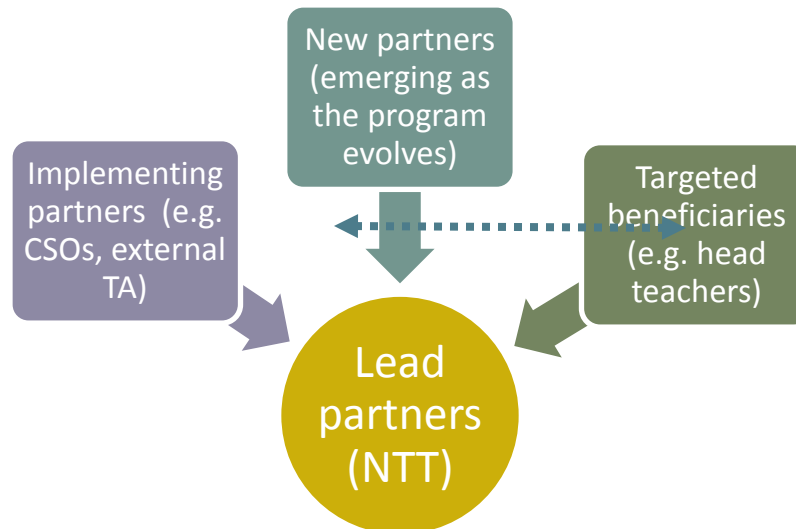 New partners
(emerging as
the program
evolves)
Implementing
partners (e.g.
CSOs, external
TA)
Targeted
beneficiaries
(e.g. head
teachers)
Lead
partners
(NTT)